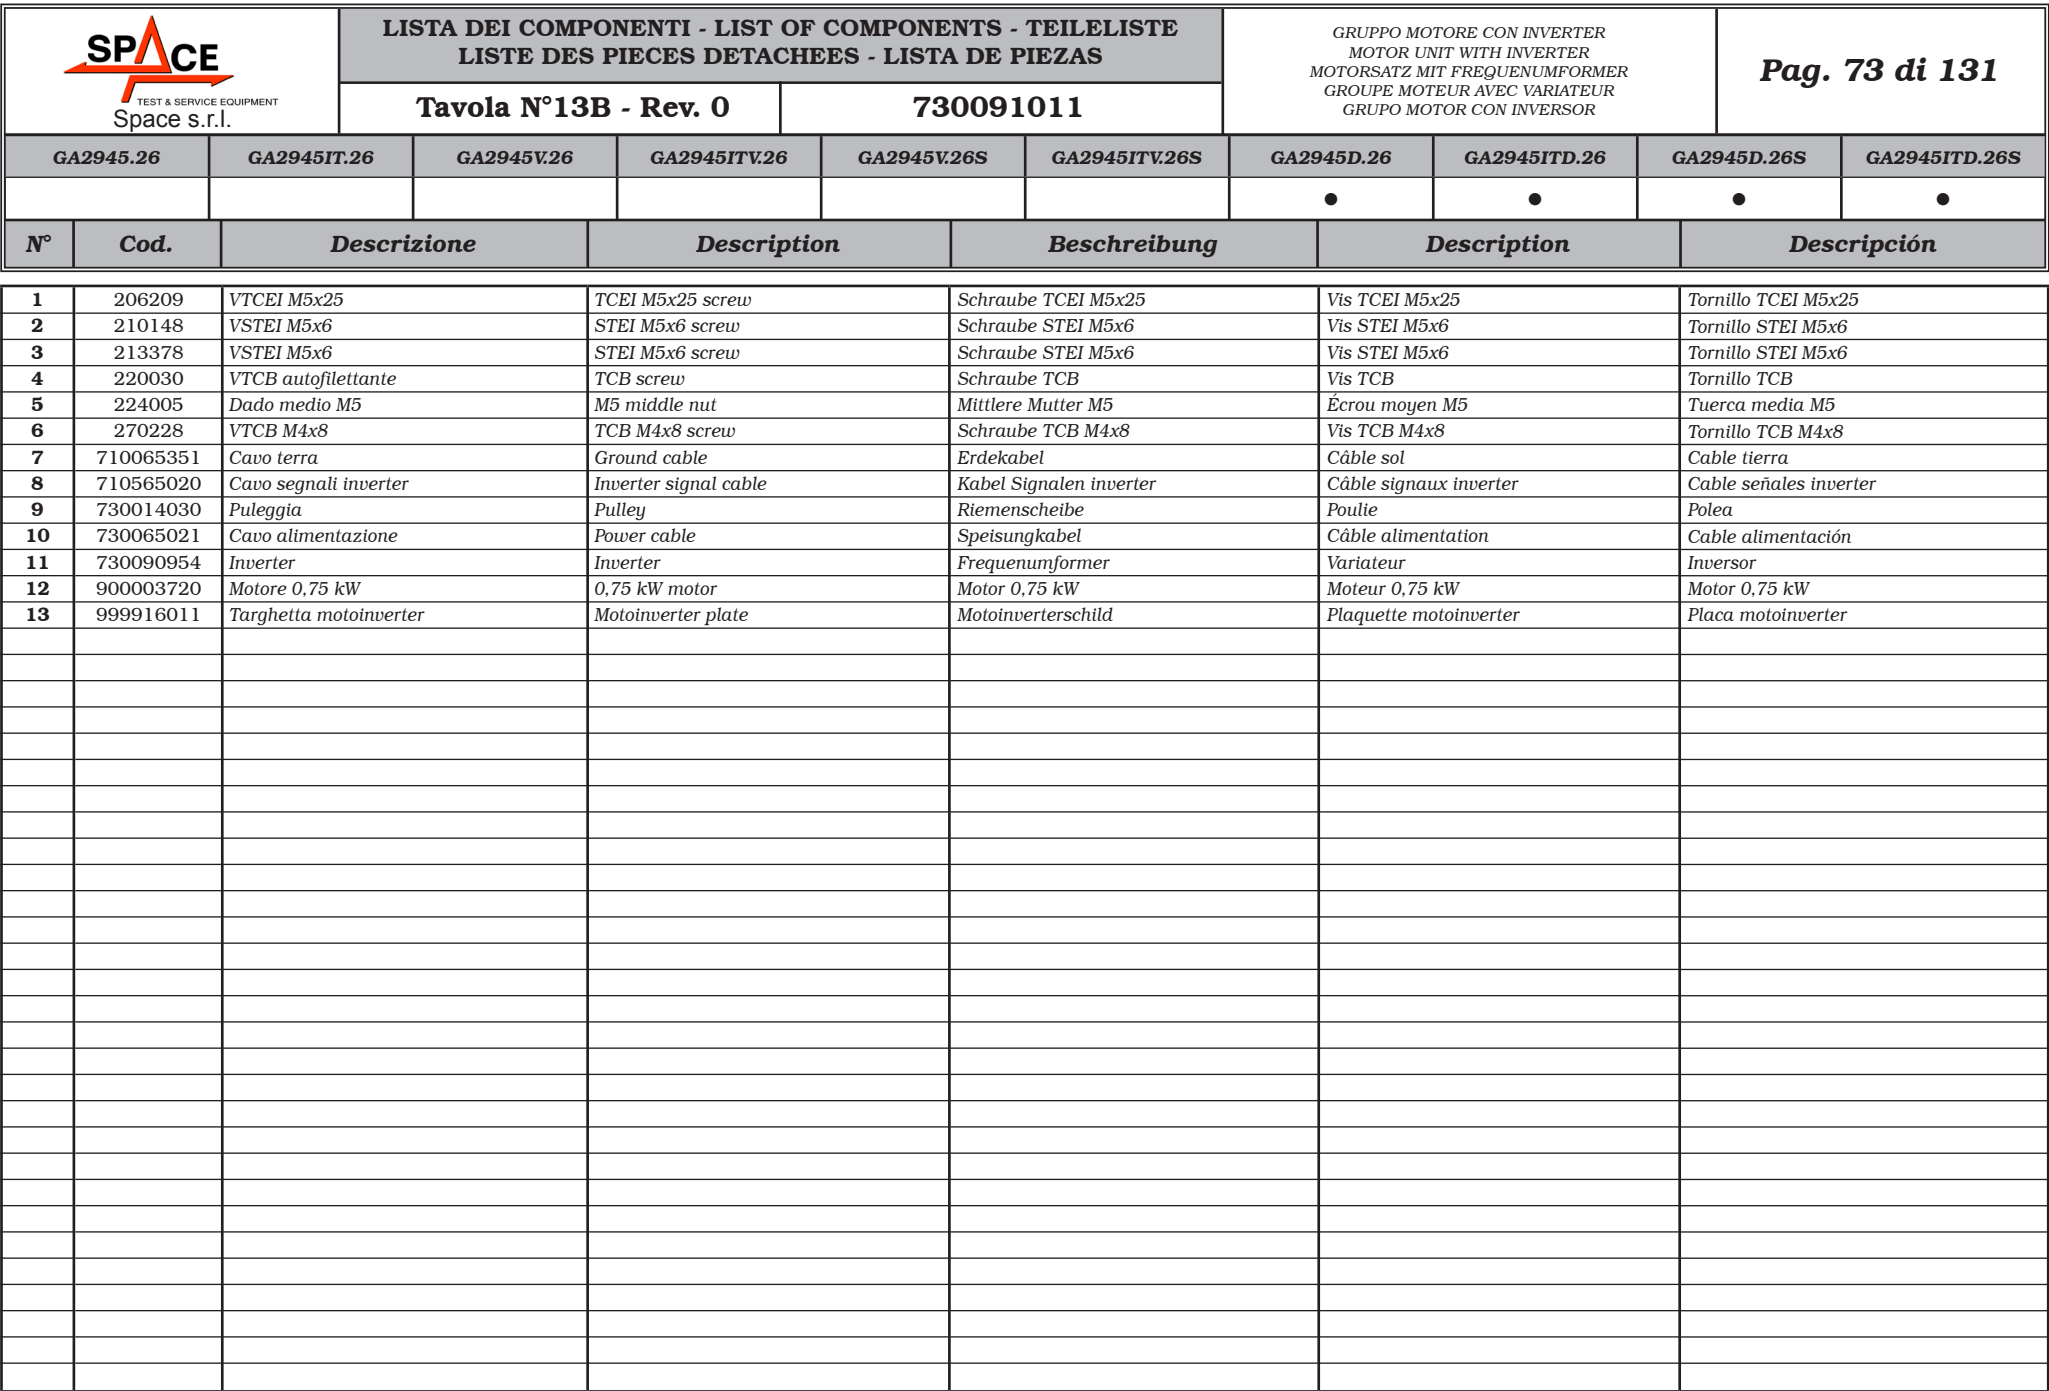 SPACE
TEST & SERVICE EQUIPMENT
Space s.r.l.
LISTA DEI COMPONENTI - LIST OF COMPONENTS - TEILELISTE
LISTE DES PIECES DETACHEES - LISTA DE PIEZAS
Tavola N°13B - Rev. 0 730091011
GRUPPO MOTORE CON INVERTER
MOTOR UNIT WITH INVERTER
MOTORSATZ MIT FREQUENUMFORMER
GROUPE MOTEUR AVEC VARIATEUR
GRUPO MOTOR CON INVERSOR
Pag. 73 di 131
GA2945.26 GA2945IT.26 GA2945V.26 GA2945ITV.26 GA2945V.26S GA2945ITV.26S GA2945D.26 GA2945ITD.26 GA2945D.26S GA2945ITD.26S
● ● ● ●
N° Cod. Descrizione Description Beschreibung Description Descripción
1 206209 VTCEI M5x25 TCEI M5x25 screw Schraube TCEI M5x25 Vis TCEI M5x25 Tornillo TCEI M5x25
2 210148 VSTEI M5x6 STEI M5x6 screw Schraube STEI M5x6 Vis STEI M5x6 Tornillo STEI M5x6
3 213378 VSTEI M5x6 STEI M5x6 screw Schraube STEI M5x6 Vis STEI M5x6 Tornillo STEI M5x6
4 220030 VTCB autofilettante TCB screw Schraube TCB Vis TCB Tornillo TCB
5 224005 Dado medio M5 M5 middle nut Mittlere Mutter M5 Écrou moyen M5 Tuerca media M5
6 270228 VTCB M4x8 TCB M4x8 screw Schraube TCB M4x8 Vis TCB M4x8 Tornillo TCB M4x8
7 710065351 Cavo terra Ground cable Erdekabel Câble sol Cable tierra
8 710565020 Cavo segnali inverter Inverter signal cable Kabel Signalen inverter Câble signaux inverter Cable señales inverter
9 730014030 Puleggia Pulley Riemenscheibe Poulie Polea
10 730065021 Cavo alimentazione Power cable Speisungkabel Câble alimentation Cable alimentación
11 730090954 Inverter Inverter Frequenumformer Variateur Inversor
12 900003720 Motore 0,75 kW 0,75 kW motor Motor 0,75 kW Moteur 0,75 kW Motor 0,75 kW
13 999916011 Targhetta motoinverter Motoinverter plate Motoinverterschild Plaquette motoinverter Placa motoinverter